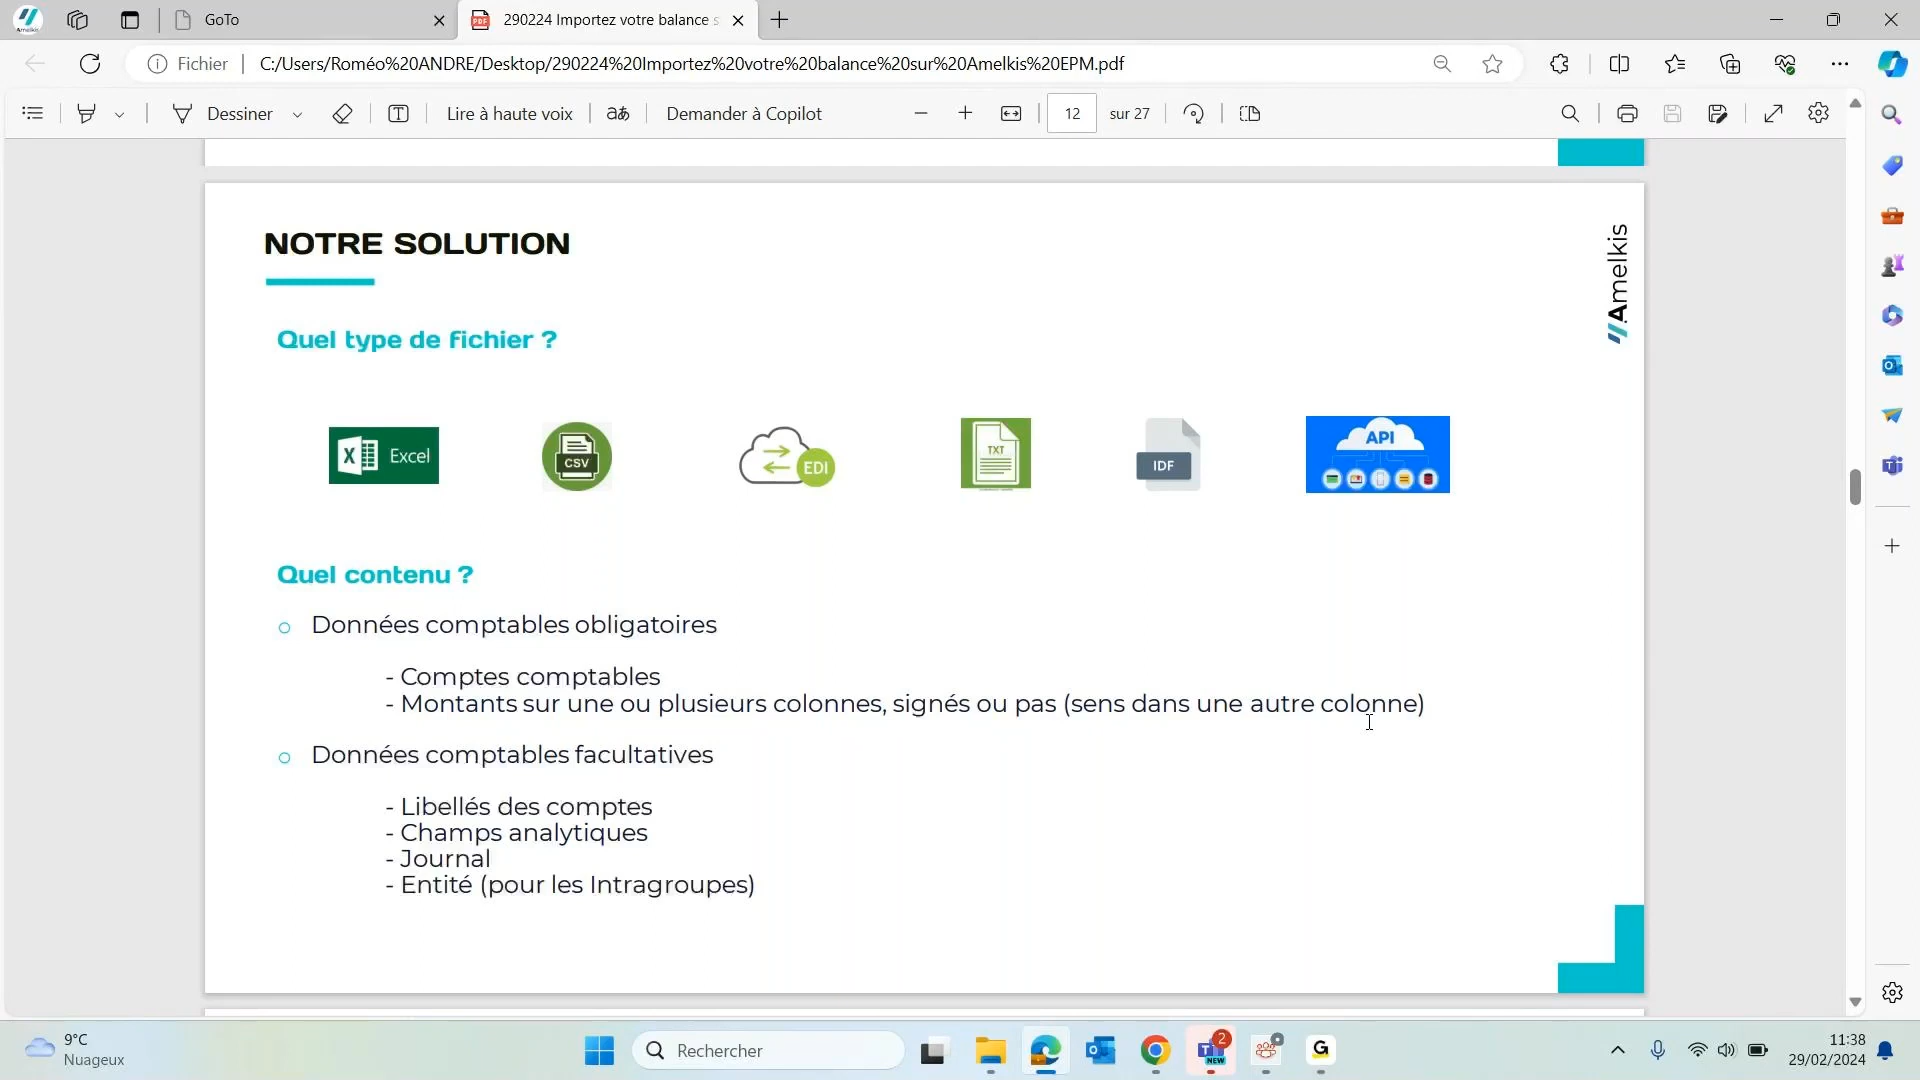 Amelkis
GoTo
290224 Importez votre balance s
Fichier
C:/Users/Roméo%20ANDRE/Desktop/290224%20Importez%20votre%20balance%20sur%20Amelkis%20EPM.pdf
Dessiner
Lire à haute voix
aあ
Demander à Copilot
12
sur 27
NOTRE SOLUTION
Amelkis
Quel type de fichier ?
Excel
CSV
EDI
TXT
IDF
API
Quel contenu ?
Données comptables obligatoires
- Comptes comptables
- Montants sur une ou plusieurs colonnes, signés ou pas (sens dans une autre colonne)
Données comptables facultatives
- Libellés des comptes
- Champs analytiques
- Journal
- Entité (pour les Intragroupes)
9°C
Nuageux
Rechercher
2
NEW
11:38
29/02/2024